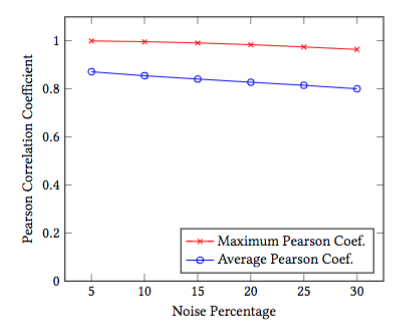 Pearson Correlation Coefficient
1
0.8
0.6
0.4
0.2
0
5 10 15 20 25 30
Noise Percentage
Maximum Pearson Coef.
Average Pearson Coef.